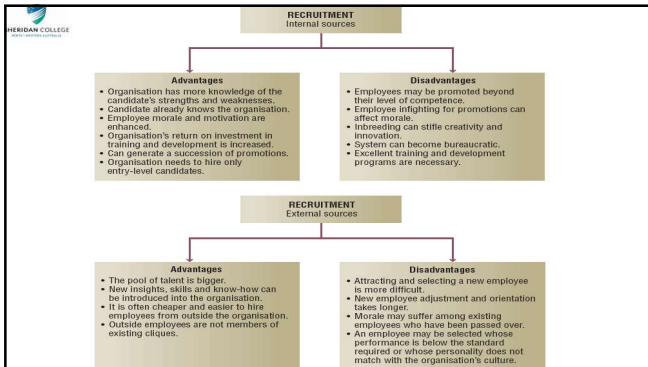 HERIDAN COLLEGE
RECRUITMENT
Internal sources
Advantages
• Organisation has more knowledge of the
candidate's strengths and weaknesses.
• Candidate already knows the organisation.
• Employee morale and motivation are
enhanced.
• Organisation's return on investment in
training and development is increased.
• Can generate a succession of promotions.
• Organisation needs to hire only
entry-level candidates.
Disadvantages
• Employees may be promoted beyond
their level of competence.
• Employee infighting for promotions can
affect morale.
• Inbreeding can stifle creativity and
innovation.
• System can become bureaucratic.
• Excellent training and development
programs are necessary.
RECRUITMENT
External sources
Advantages
• The pool of talent is bigger.
• New insights, skills and know-how can
be introduced into the organisation.
• It is often cheaper and easier to hire
employees from outside the organisation.
• Outside employees are not members of
existing cliques.
Disadvantages
• Attracting and selecting a new employee
is more difficult.
• New employee adjustment and orientation
takes longer.
• Morale may suffer among existing
employees who have been passed over.
• An employee may be selected whose
performance is below the standard
required or whose personality does not
match with the organisation's culture.